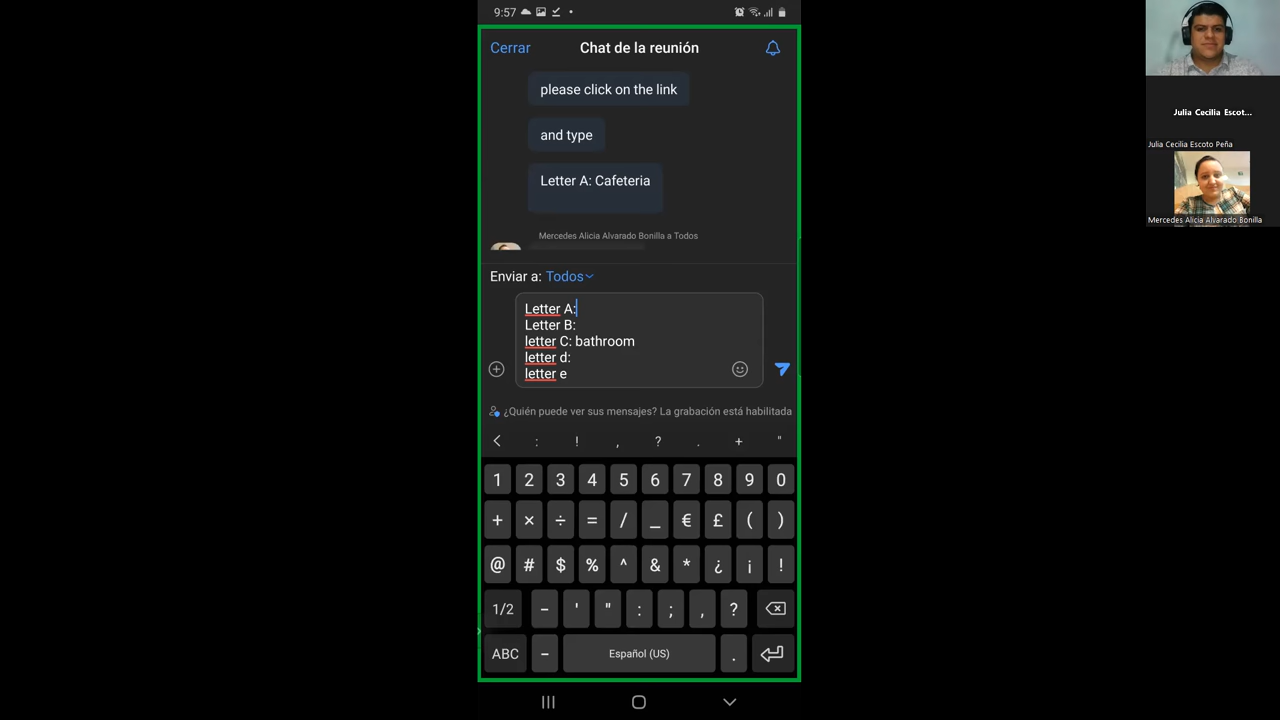 9:57
Cerrar
Chat de la reunión
please click on the link
and type
Letter A: Cafeteria
Mercedes Alicia Alvarado Bonilla a Todos
Enviar a: Todos
Letter A:
Letter B:
letter C: bathroom
letter d:
letter e
¿Quién puede ver sus mensajes? La grabación está habilitada
< : ! , ? . + "
1 2 3 4 5 6 7 8 9 0
+ × ÷ = / _ € £ ( )
@ # $ % ^ & * ¿ ¡ !
1/2 - ' " : ; , ?
ABC - Español (US) .
Julia Cecilia Escot...
Julia Cecilia Escoto Peña
Mercedes Alicia Alvarado Bonilla